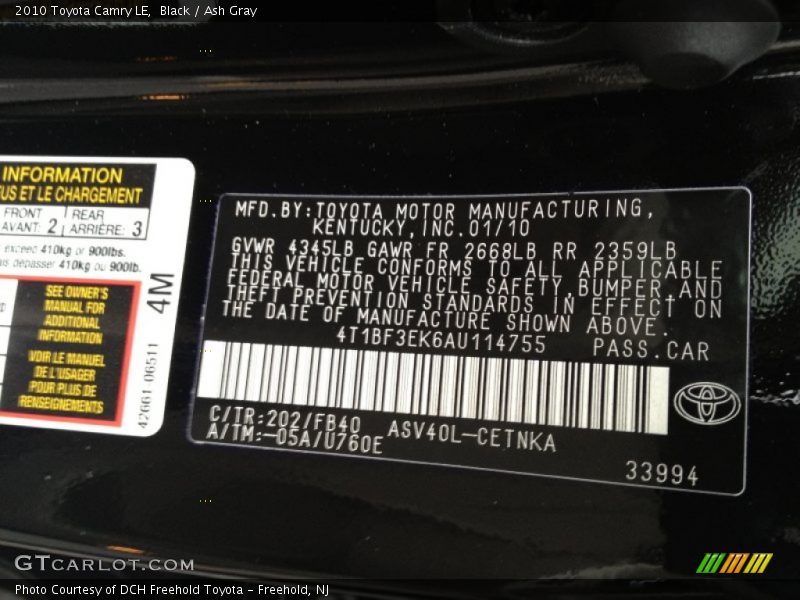 2010 Toyota Camry LE, Black / Ash Gray
INFORMATION
US ET LE CHARGEMENT
FRONT
AVANT: 2
REAR
ARRIÈRE: 3
exceed 410kg or 900lbs.
dépasser 410kg ou 900lb.
SEE OWNER'S
MANUAL FOR
ADDITIONAL
INFORMATION
VOIR LE MANUEL
DE L'USAGER
POUR PLUS DE
RENSEIGNEMENTS
4M
42661-06511
MFD.BY:TOYOTA MOTOR MANUFACTURING,
KENTUCKY,INC.01/10
GVWR 4345LB GAWR FR 2668LB RR 2359LB
THIS VEHICLE CONFORMS TO ALL APPLICABLE
FEDERAL MOTOR VEHICLE SAFETY,BUMPER AND
THEFT PREVENTION STANDARDS IN EFFECT ON
THE DATE OF MANUFACTURE SHOWN ABOVE.
4T1BF3EK6AU114755 PASS.CAR
C/TR:202/FB40 ASV40L-CETNKA
A/TM:-05A/U760E
33994
GTCARLOT.COM
Photo Courtesy of DCH Freehold Toyota - Freehold, NJ